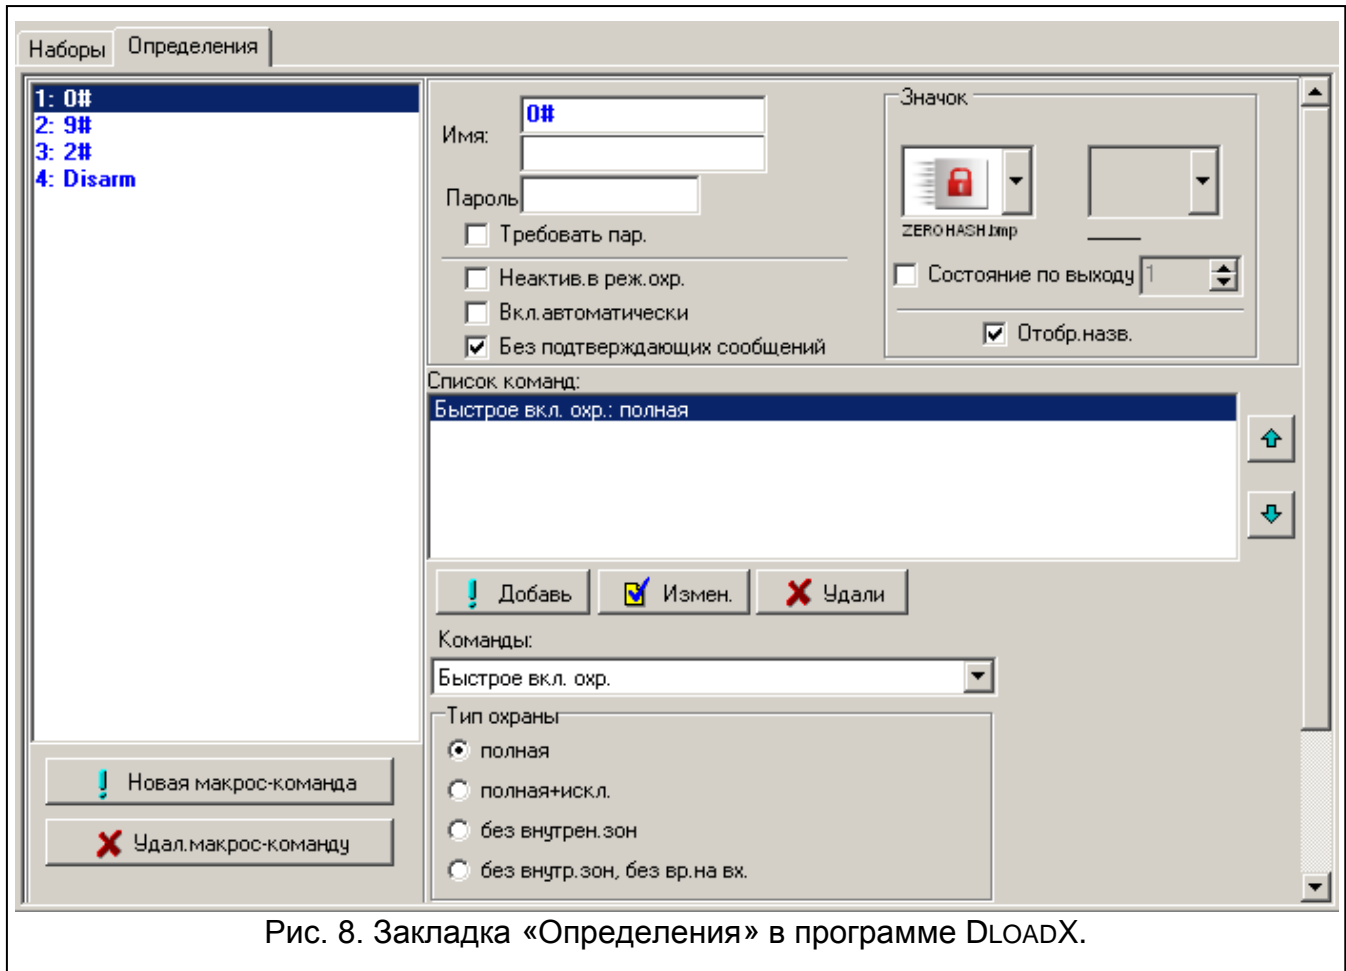 Наборы
Определения
1: 0#
2: 9#
3: 2#
4: Disarm
Новая макрос-команда
Удал.макрос-команду
Имя:
0#
Пароль
Требовать пар.
Неактив.в реж.охр.
Вкл.автоматически
Без подтверждающих сообщений
Значок
ZERO HASH.bmp
Состояние по выходу
1
Отобр.назв.
Список команд:
Быстрое вкл. охр.: полная
Добавь
Измен.
Удали
Команды:
Быстрое вкл. охр.
Тип охраны
полная
полная+искл.
без внутрен.зон
без внутр.зон, без вр.на вх.
Рис. 8. Закладка «Определения» в программе DLOADX.